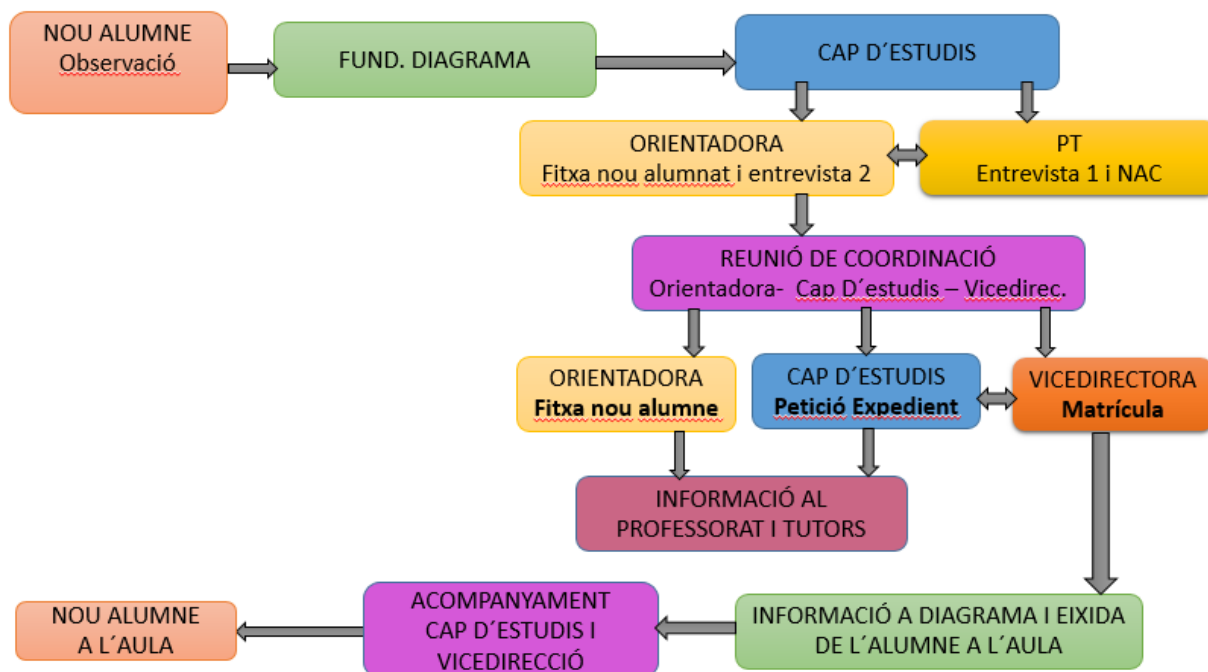 NOU ALUMNE
Observació
FUND. DIAGRAMA
CAP D´ESTUDIS
ORIENTADORA
Fitxa nou alumnat i entrevista 2
PT
Entrevista 1 i NAC
REUNIÓ DE COORDINACIÓ
Orientadora- Cap D´estudis – Vicedirec.
ORIENTADORA
Fitxa nou alumne
CAP D´ESTUDIS
Petició Expedient
VICEDIRECTORA
Matrícula
INFORMACIÓ AL
PROFESSORAT I TUTORS
NOU ALUMNE
A L´AULA
ACOMPANYAMENT
CAP D´ESTUDIS I
VICEDIRECCIÓ
INFORMACIÓ A DIAGRAMA I EIXIDA
DE L´ALUMNE A L´AULA